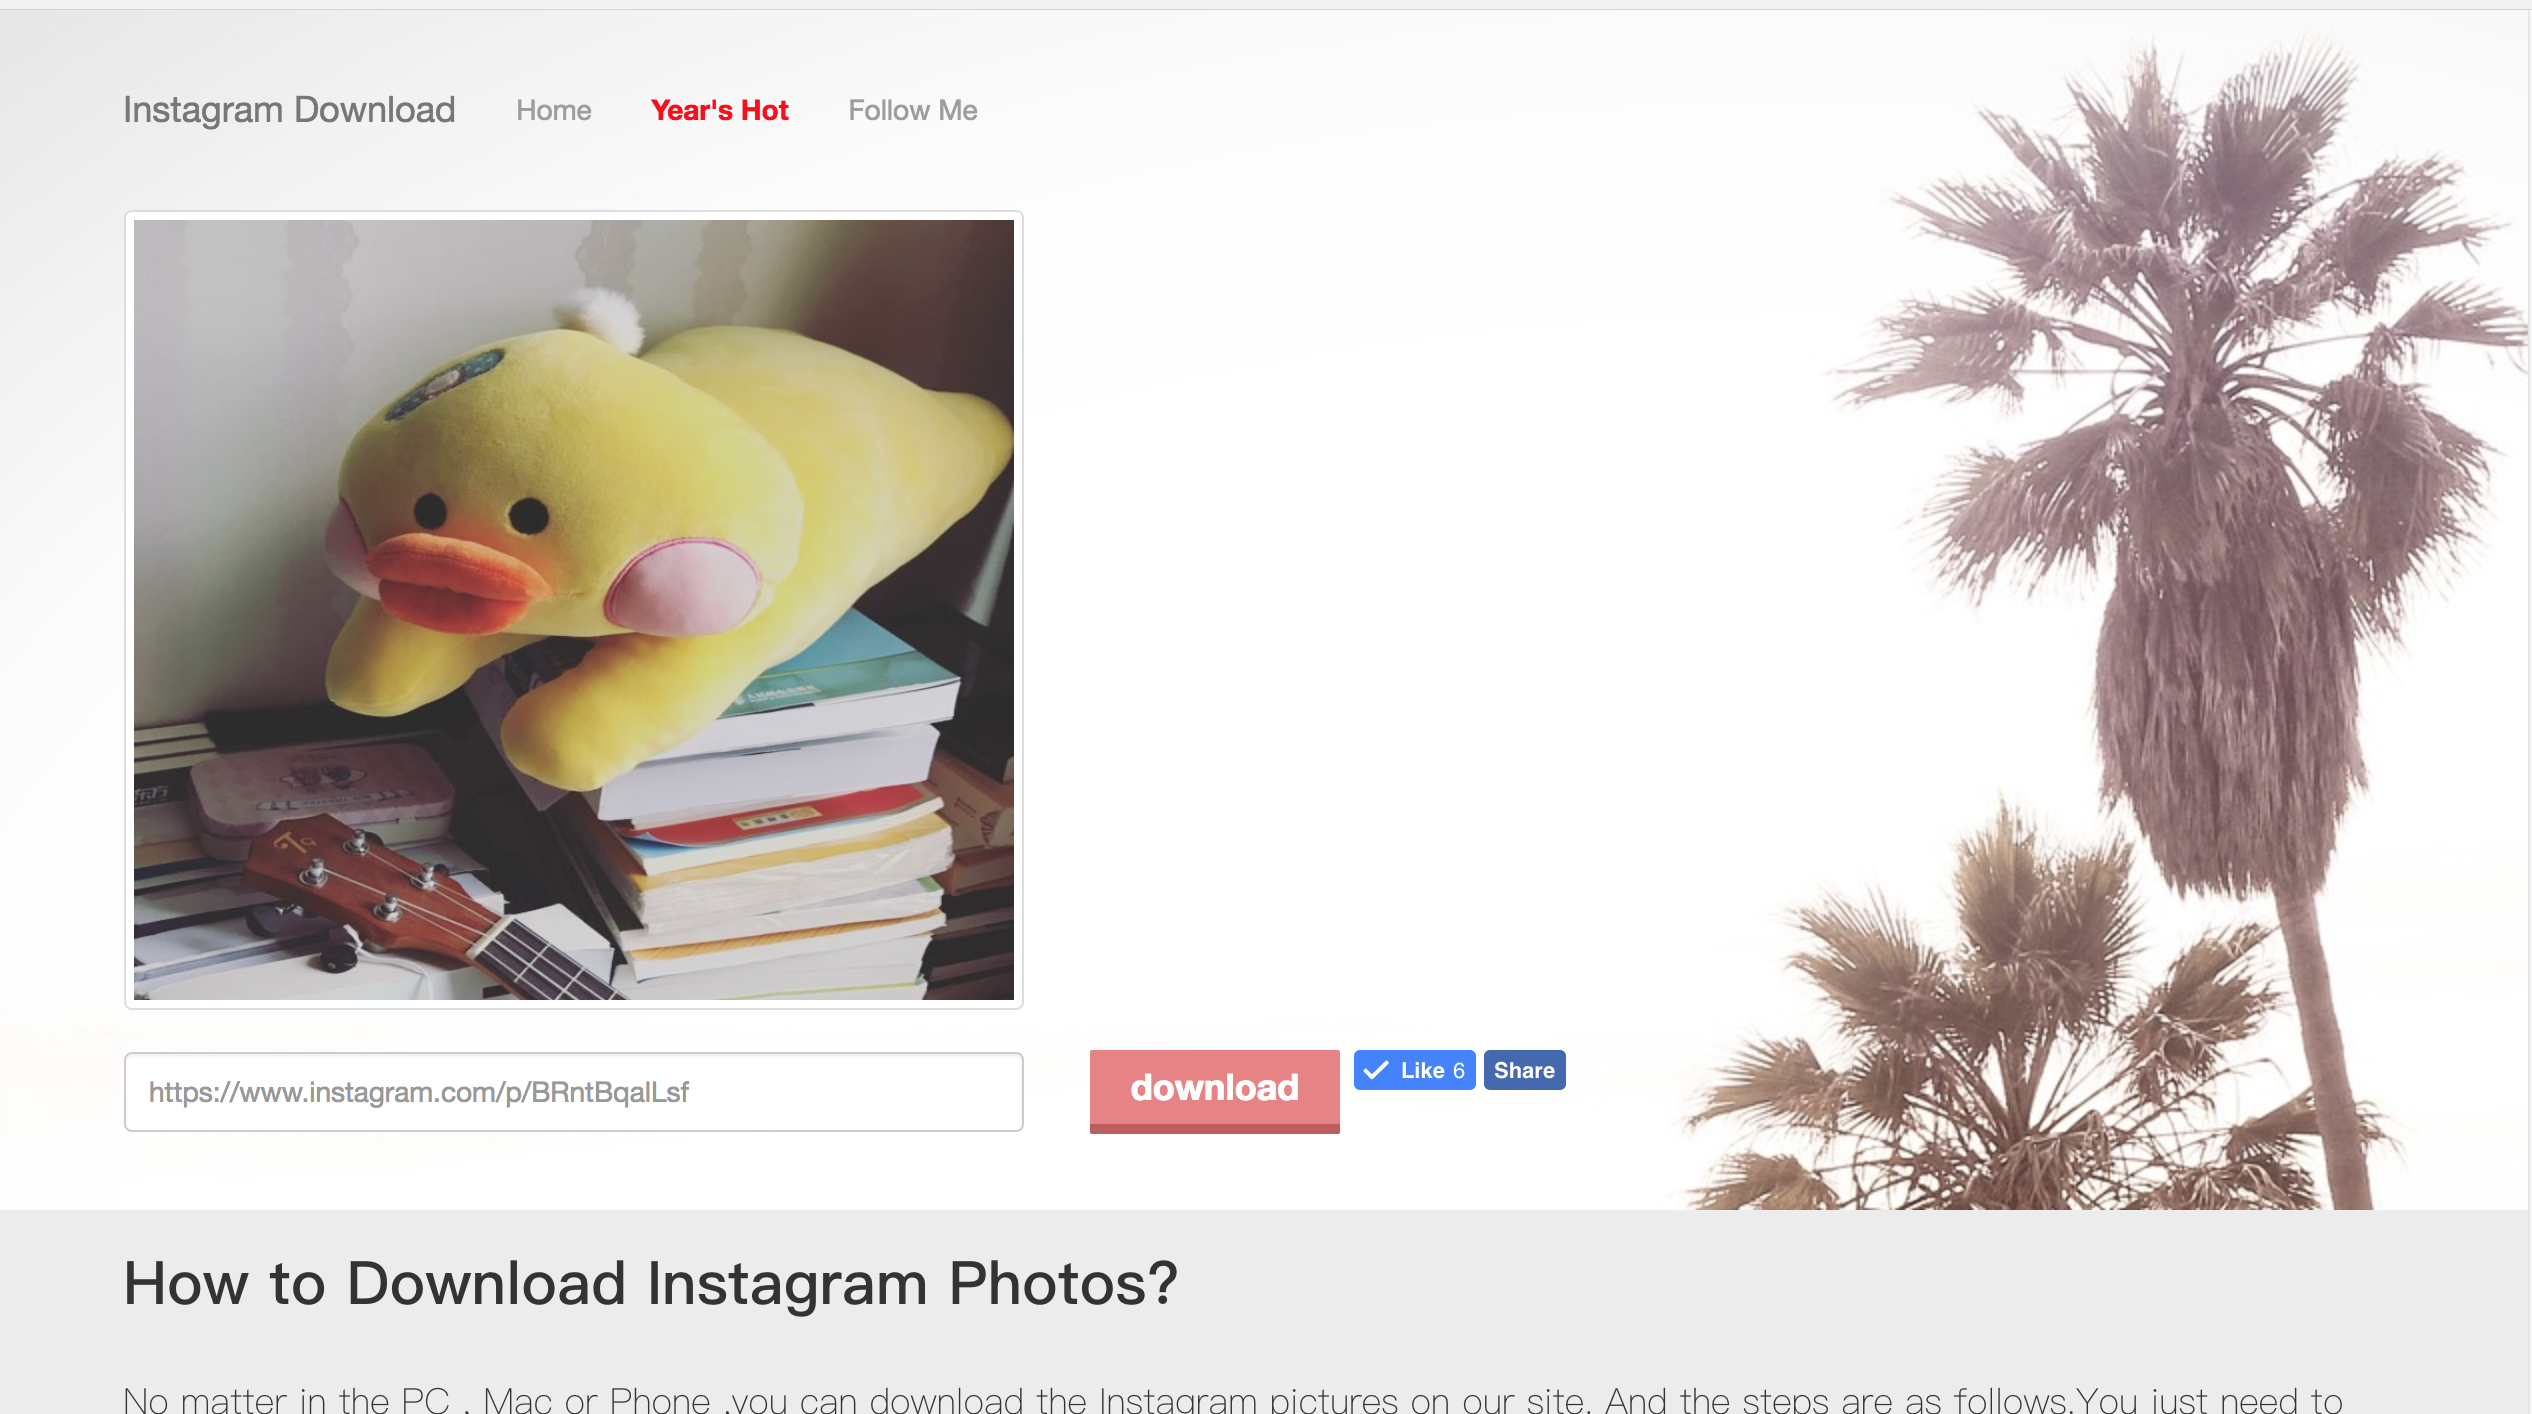 Instagram Download Home Year's Hot Follow Me
https://www.instagram.com/p/BRntBqalLsf
download Like 6 Share
How to Download Instagram Photos?
No matter in the PC , Mac or Phone ,you can download the Instagram pictures on our site. And the steps are as follows.You just need to